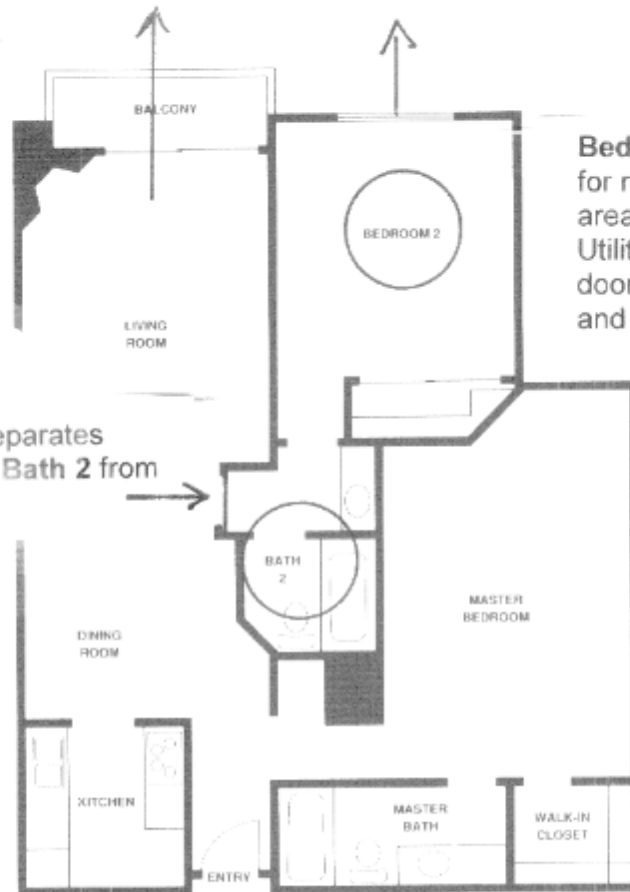 BALCONY
Bed
for r
area
Utilit
door
and
BEDROOM 2
LIVING
ROOM
eparates
Bath 2 from
BATH
2
MASTER
BEDROOM
DINING
ROOM
KITCHEN
MASTER
BATH
WALK-IN
CLOSET
ENTRY